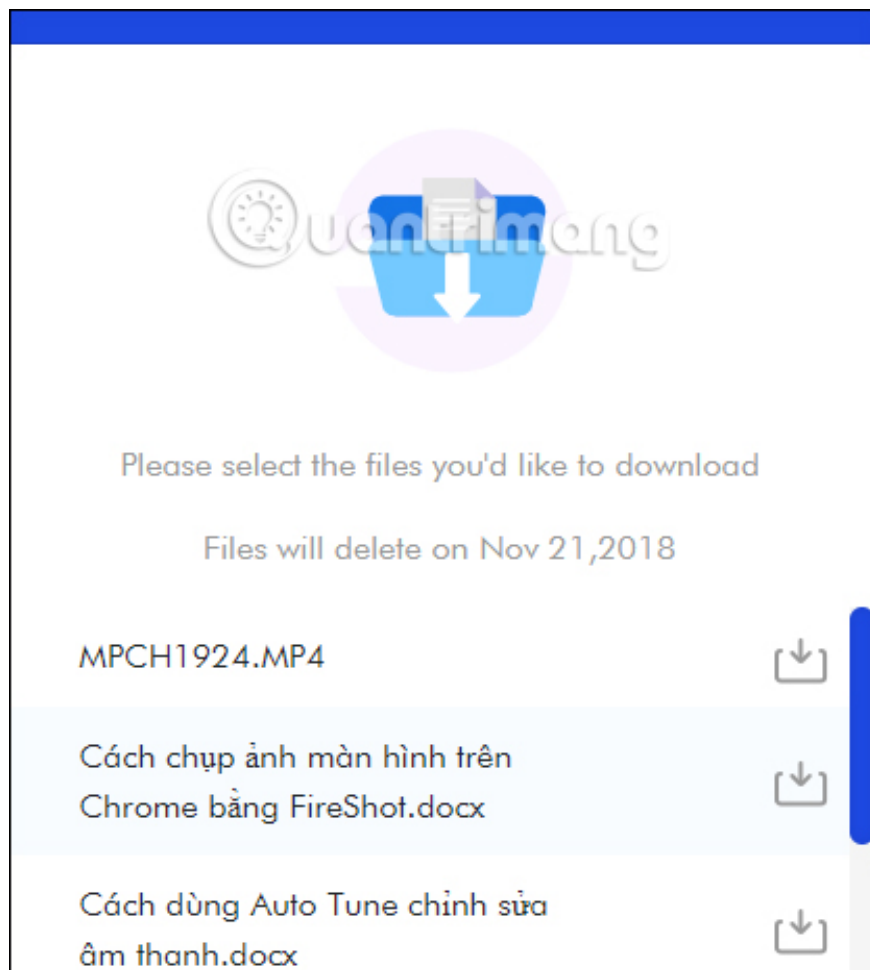 Quantrimang
Please select the files you'd like to download
Files will delete on Nov 21,2018
MPCH1924.MP4
Cách chụp ảnh màn hình trên
Chrome bằng FireShot.docx
Cách dùng Auto Tune chỉnh sửa
âm thanh.docx